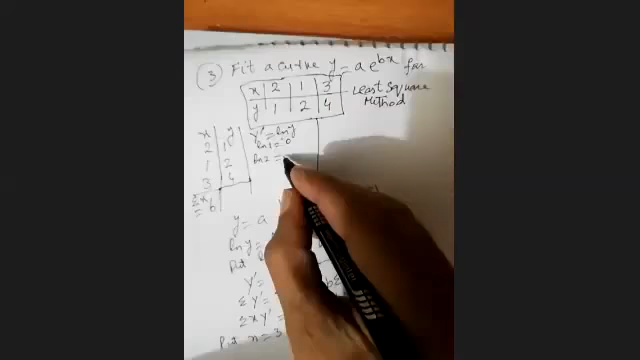 ③ Fit a curve y = a e^bx for
x | 2 | 1 | 3
y | 1 | 2 | 4
Least Square
Method
x | y | y' = ln y
2 | 1 | ln 1 = 0
1 | 2 | ln 2 =
3 | 4
Σx = 6
y = a
ln y =
Put
Y' =
ΣY' =
ΣxY' =
Put n = 3